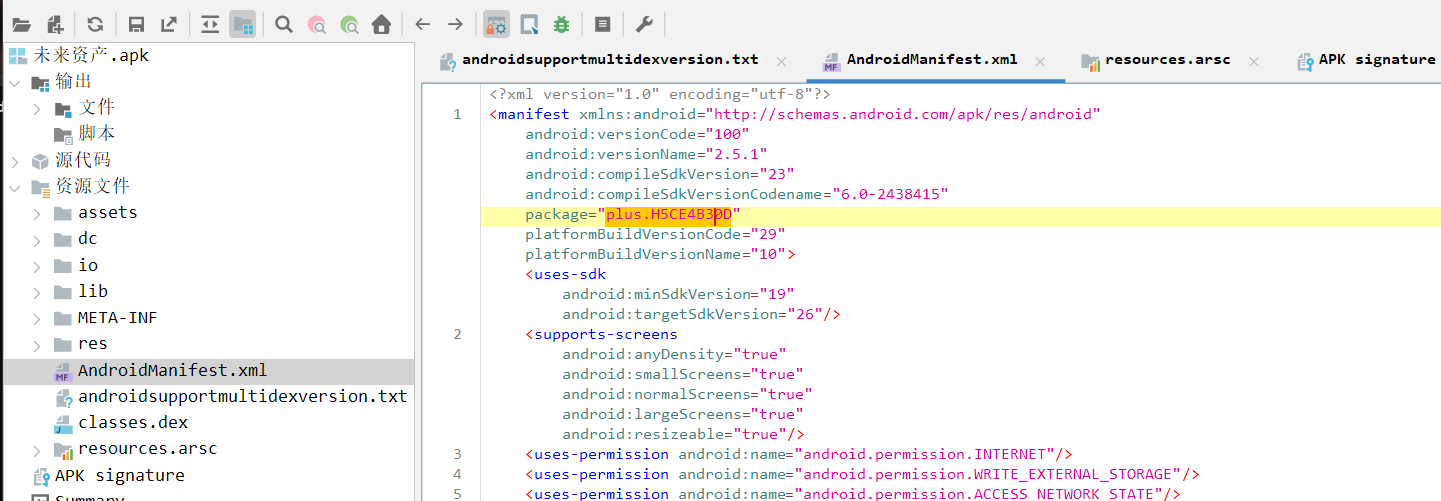 未来资产.apk
输出
文件
脚本
源代码
资源文件
assets
dc
io
lib
META-INF
res
AndroidManifest.xml
androidsupportmultidexversion.txt
classes.dex
resources.arsc
APK signature
Summary
androidsupportmultidexversion.txt
AndroidManifest.xml
resources.arsc
APK signature
<?xml version="1.0" encoding="utf-8"?>
1 <manifest xmlns:android="http://schemas.android.com/apk/res/android"
android:versionCode="100"
android:versionName="2.5.1"
android:compileSdkVersion="23"
android:compileSdkVersionCodename="6.0-2438415"
package="plus.H5CE4B30D"
platformBuildVersionCode="29"
platformBuildVersionName="10">
<uses-sdk
android:minSdkVersion="19"
android:targetSdkVersion="26"/>
2 <supports-screens
android:anyDensity="true"
android:smallScreens="true"
android:normalScreens="true"
android:largeScreens="true"
android:resizeable="true"/>
3 <uses-permission android:name="android.permission.INTERNET"/>
4 <uses-permission android:name="android.permission.WRITE_EXTERNAL_STORAGE"/>
5 <uses-permission android:name="android.permission.ACCESS_NETWORK_STATE"/>